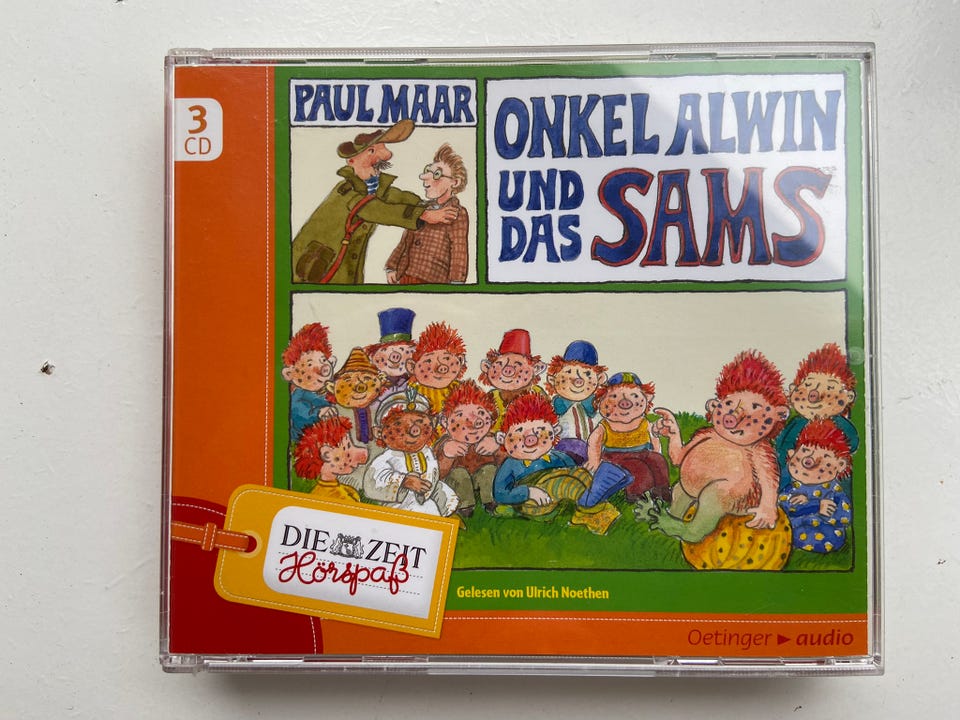 3
CD
PAUL MAAR
ONKEL ALWIN
UND
DAS
SAMS
DIE ZEIT
Hörspaß
Gelesen von Ulrich Noethen
Oetinger audio